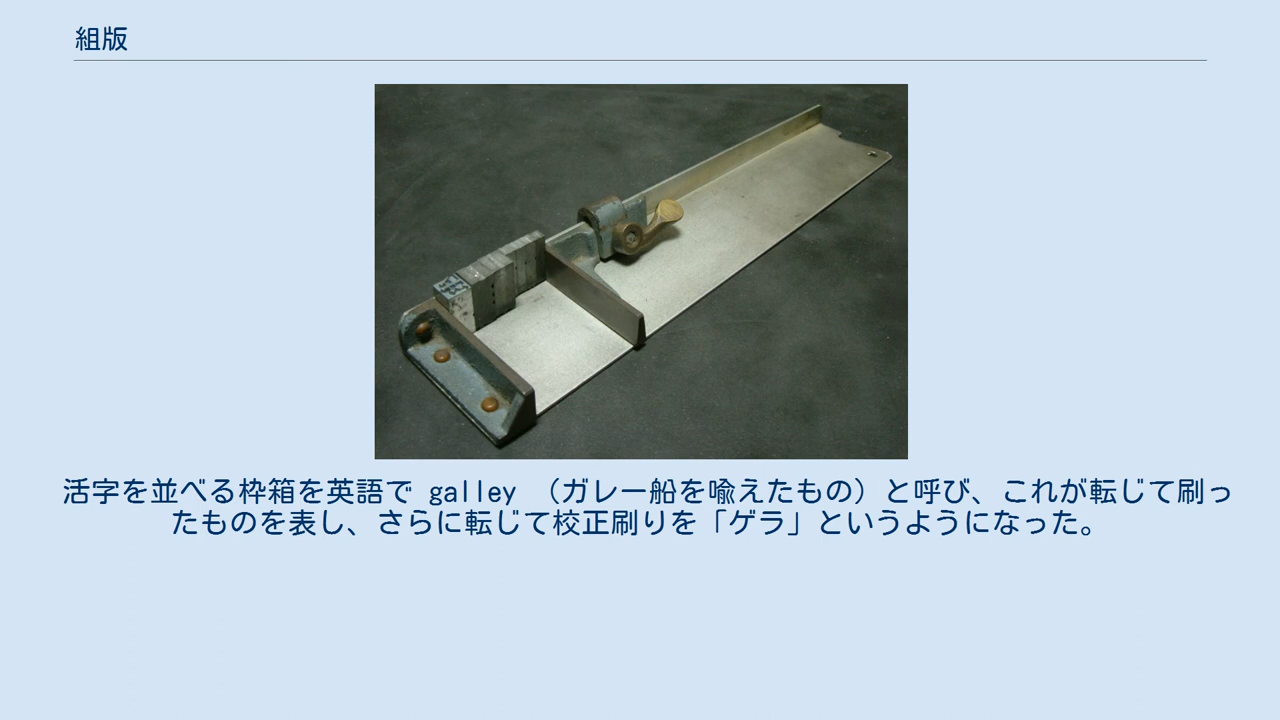 組版
活字を並べる枠箱を英語で galley （ガレー船を喩えたもの）と呼び、これが転じて刷っ
たものを表し、さらに転じて校正刷りを「ゲラ」というようになった。